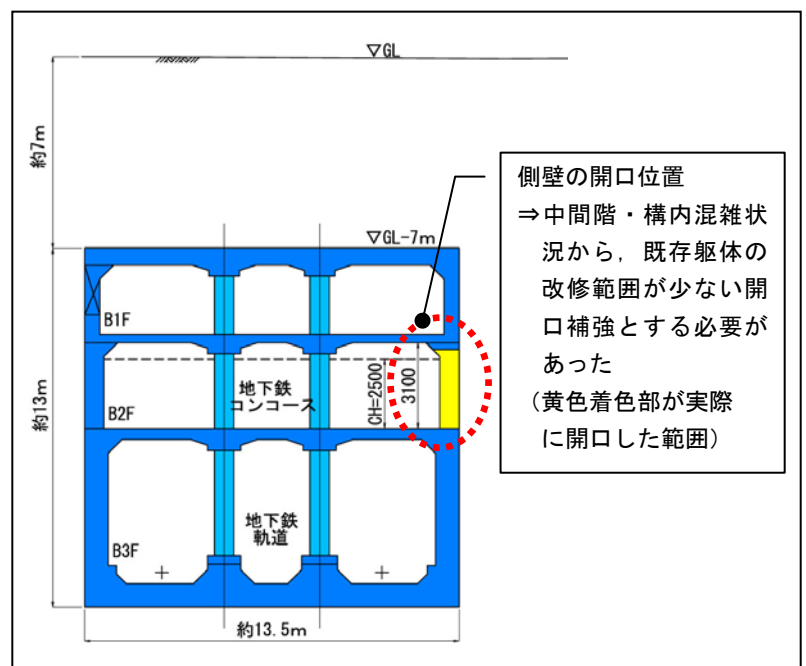 ▽GL
約7m
側壁の開口位置
⇒中間階・構内混雑状
況から，既存躯体の
改修範囲が少ない開
口補強とする必要が
あった
（黄色着色部が実際
に開口した範囲）
▽GL-7m
B1F
約13m
地下鉄
コンコース
CH=2500
3100
B2F
地下鉄
軌道
B3F
約13.5m